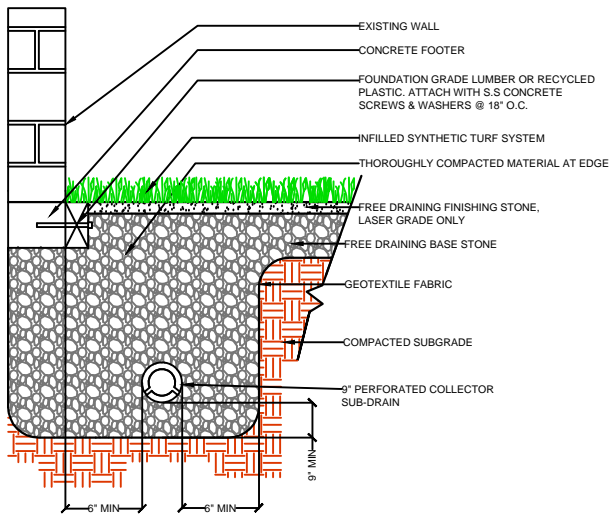 EXISTING WALL
CONCRETE FOOTER
FOUNDATION GRADE LUMBER OR RECYCLED
PLASTIC. ATTACH WITH S.S CONCRETE
SCREWS & WASHERS @ 18" O.C.
INFILLED SYNTHETIC TURF SYSTEM
THOROUGHLY COMPACTED MATERIAL AT EDGE
FREE DRAINING FINISHING STONE,
LASER GRADE ONLY
FREE DRAINING BASE STONE
GEOTEXTILE FABRIC
COMPACTED SUBGRADE
9" PERFORATED COLLECTOR
SUB-DRAIN
9" MIN
6" MIN
6" MIN